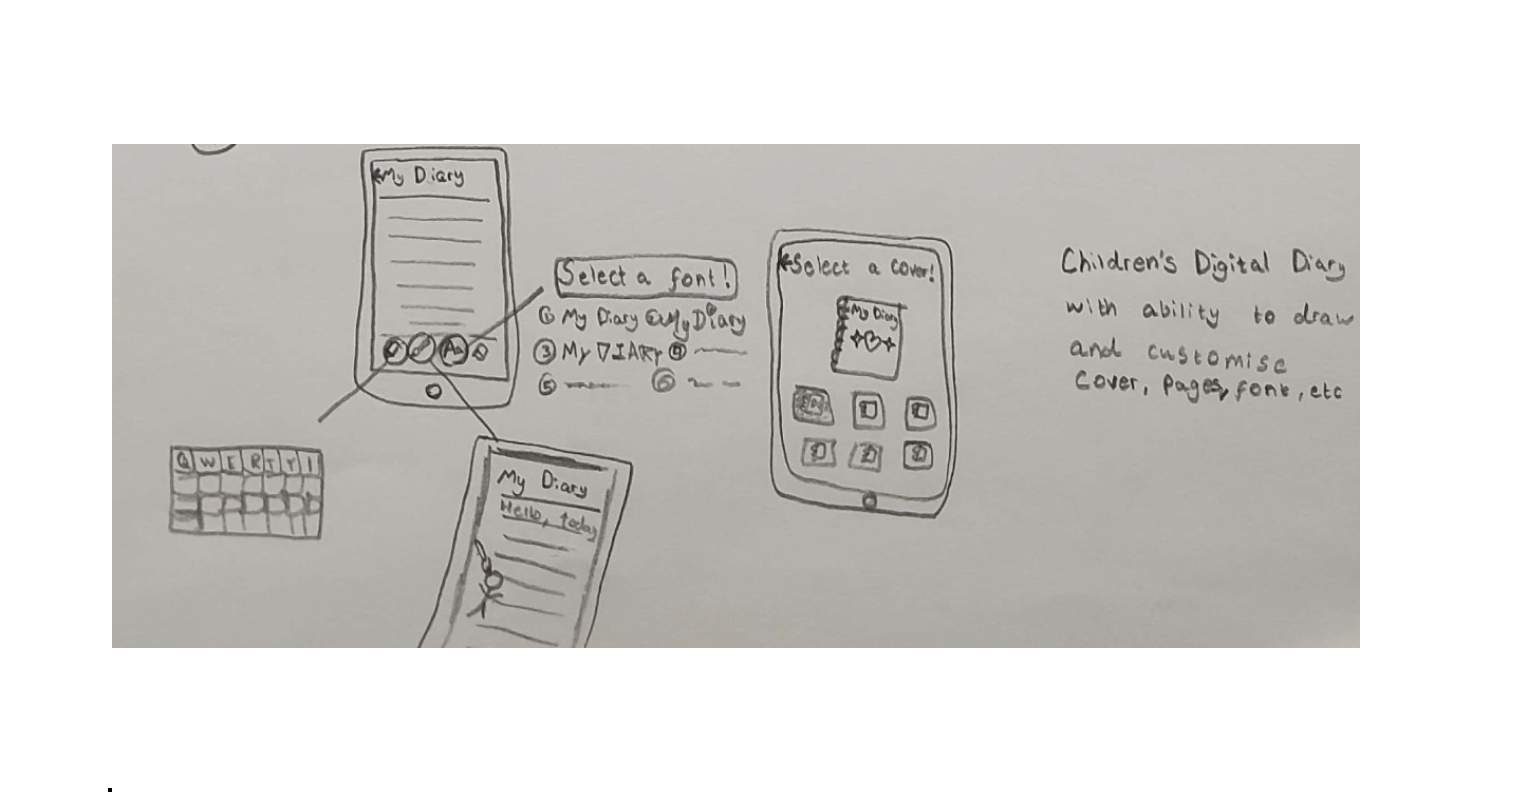 My Diary
Select a font!
① My Diary ② My Diary
③ My DIARY ④
⑤ ⑥
Q W E R T Y I
My Diary
Hello, today
Select a cover!
My Diary
Aa
Children's Digital Diary
with ability to draw
and customise
cover, pages, font, etc